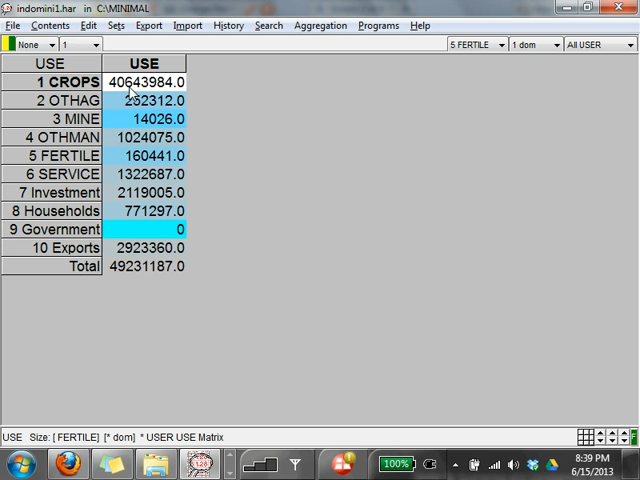 indomini1.har in C:\MINIMAL
File Contents Edit Sets Export Import History Search Aggregation Programs Help
None 1 5 FERTILE 1 dom All USER
USE USE
1 CROPS 40643984.0
2 OTHAG 252312.0
3 MINE 14026.0
4 OTHMAN 1024075.0
5 FERTILE 160441.0
6 SERVICE 1322687.0
7 Investment 2119005.0
8 Households 771297.0
9 Government 0
10 Exports 2923360.0
Total 49231187.0
USE Size: [ FERTILE] [* dom] * USER USE Matrix
F
100% 8:39 PM
6/15/2013